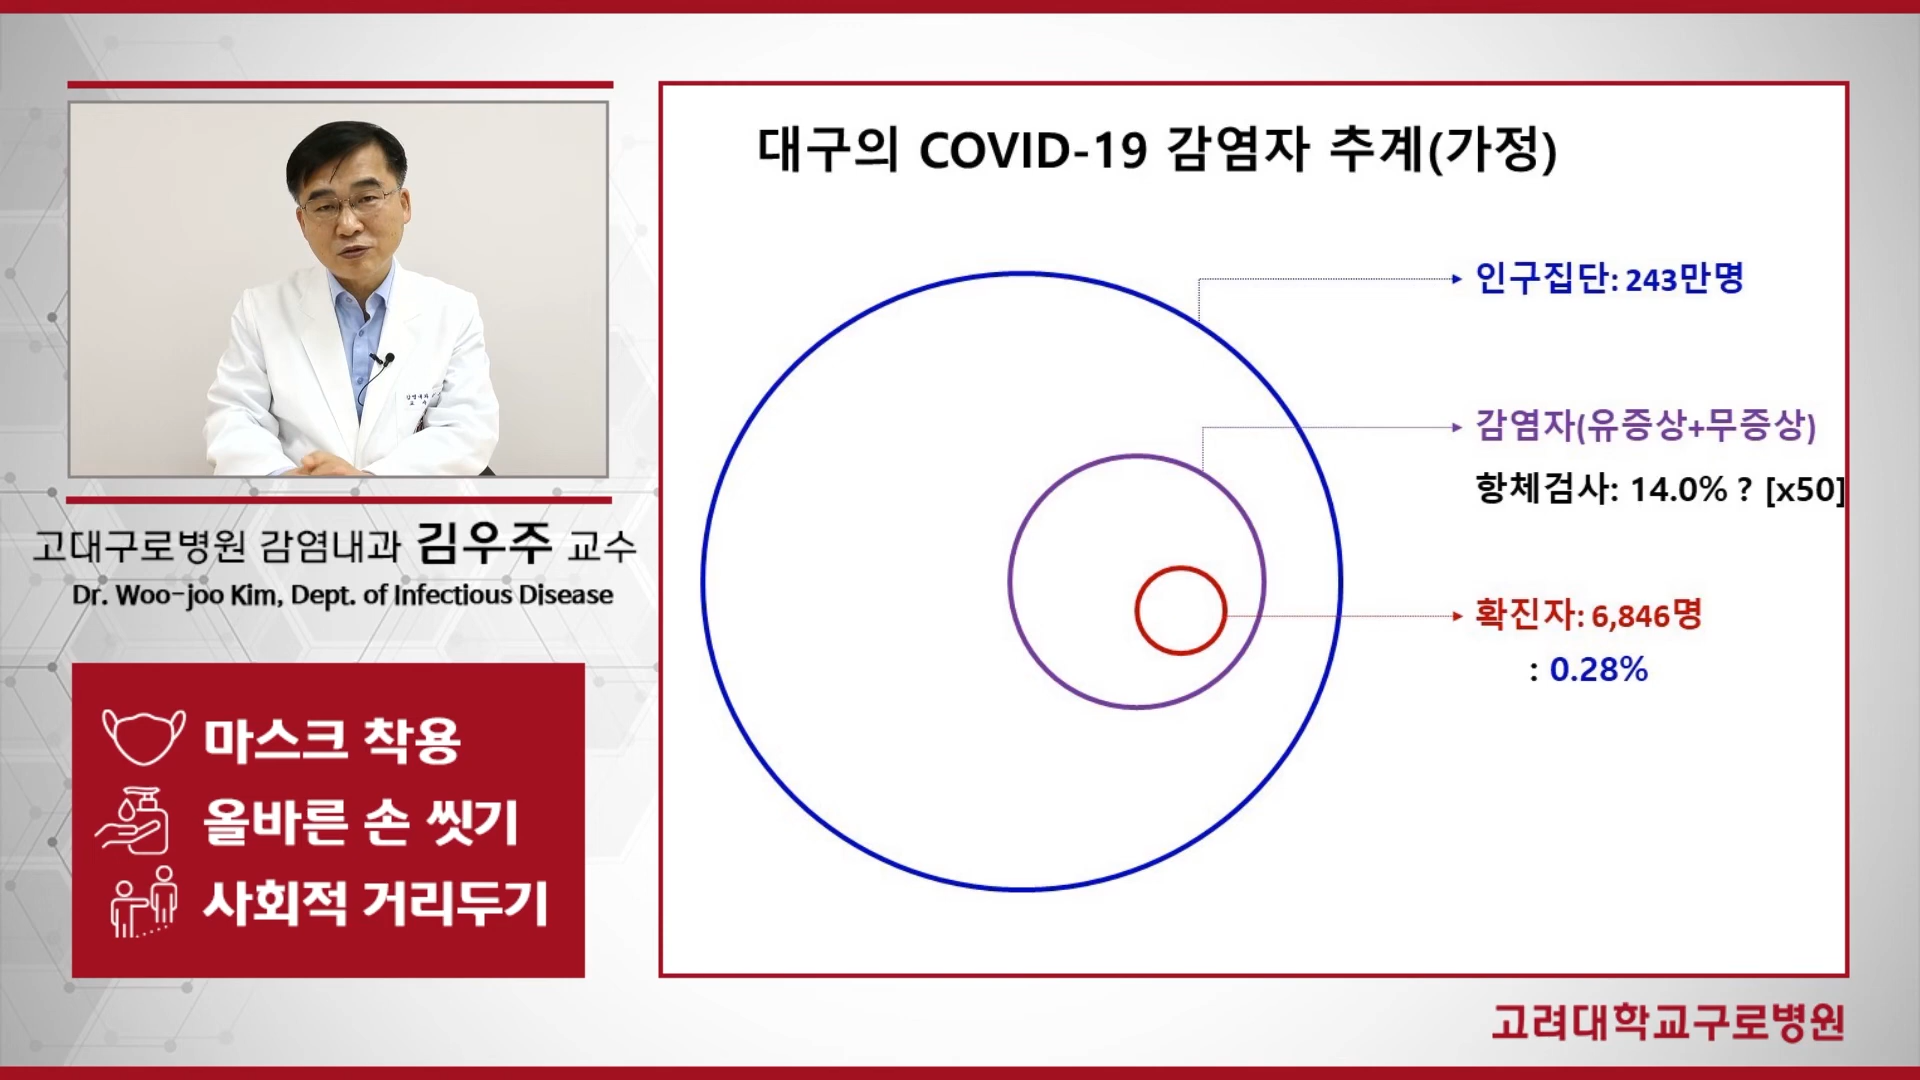 대구의 COVID-19 감염자 추계(가정)
인구집단: 243만명
감염자(유증상+무증상)
항체검사: 14.0% ? [x50]
확진자: 6,846명
: 0.28%
고대구로병원 감염내과 김우주 교수
Dr. Woo-joo Kim, Dept. of Infectious Disease
마스크 착용
올바른 손 씻기
사회적 거리두기
고려대학교구로병원